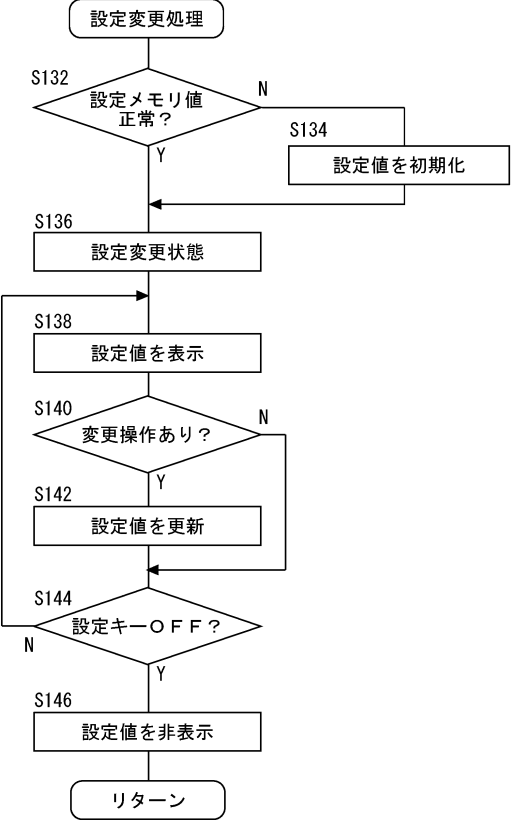 設定変更処理
S132
設定メモリ値
正常？
N
Y
S134
設定値を初期化
S136
設定変更状態
S138
設定値を表示
S140
変更操作あり？
N
Y
S142
設定値を更新
S144
設定キーＯＦＦ？
N
Y
S146
設定値を非表示
リターン